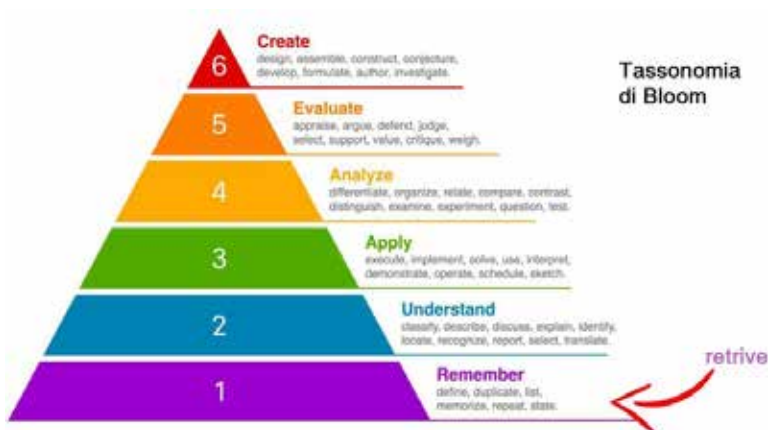 6
Create
design, assemble, construct, conjecture,
develop, formulate, author, investigate.
Tassonomia
di Bloom
5
Evaluate
appraise, argue, defend, judge,
select, support, value, critique, weigh.
4
Analyze
differentiate, organize, relate, compare, contrast,
distinguish, examine, experiment, question, test.
3
Apply
execute, implement, solve, use, interpret,
demonstrate, operate, schedule, sketch.
2
Understand
classify, describe, discuss, explain, identify,
locate, recognize, report, select, translate.
retrive
1
Remember
define, duplicate, list,
memorize, repeat, state.